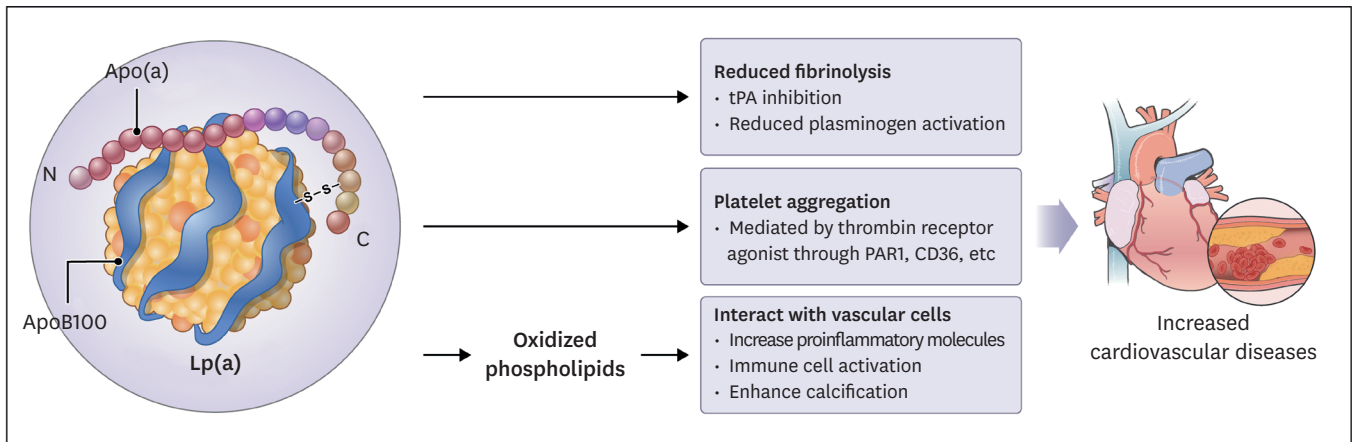 Apo(a)
N
S-S
C
ApoB100
Lp(a)
Oxidized
phospholipids
Reduced fibrinolysis
· tPA inhibition
· Reduced plasminogen activation
Platelet aggregation
· Mediated by thrombin receptor
agonist through PAR1, CD36, etc
Interact with vascular cells
· Increase proinflammatory molecules
· Immune cell activation
· Enhance calcification
Increased
cardiovascular diseases